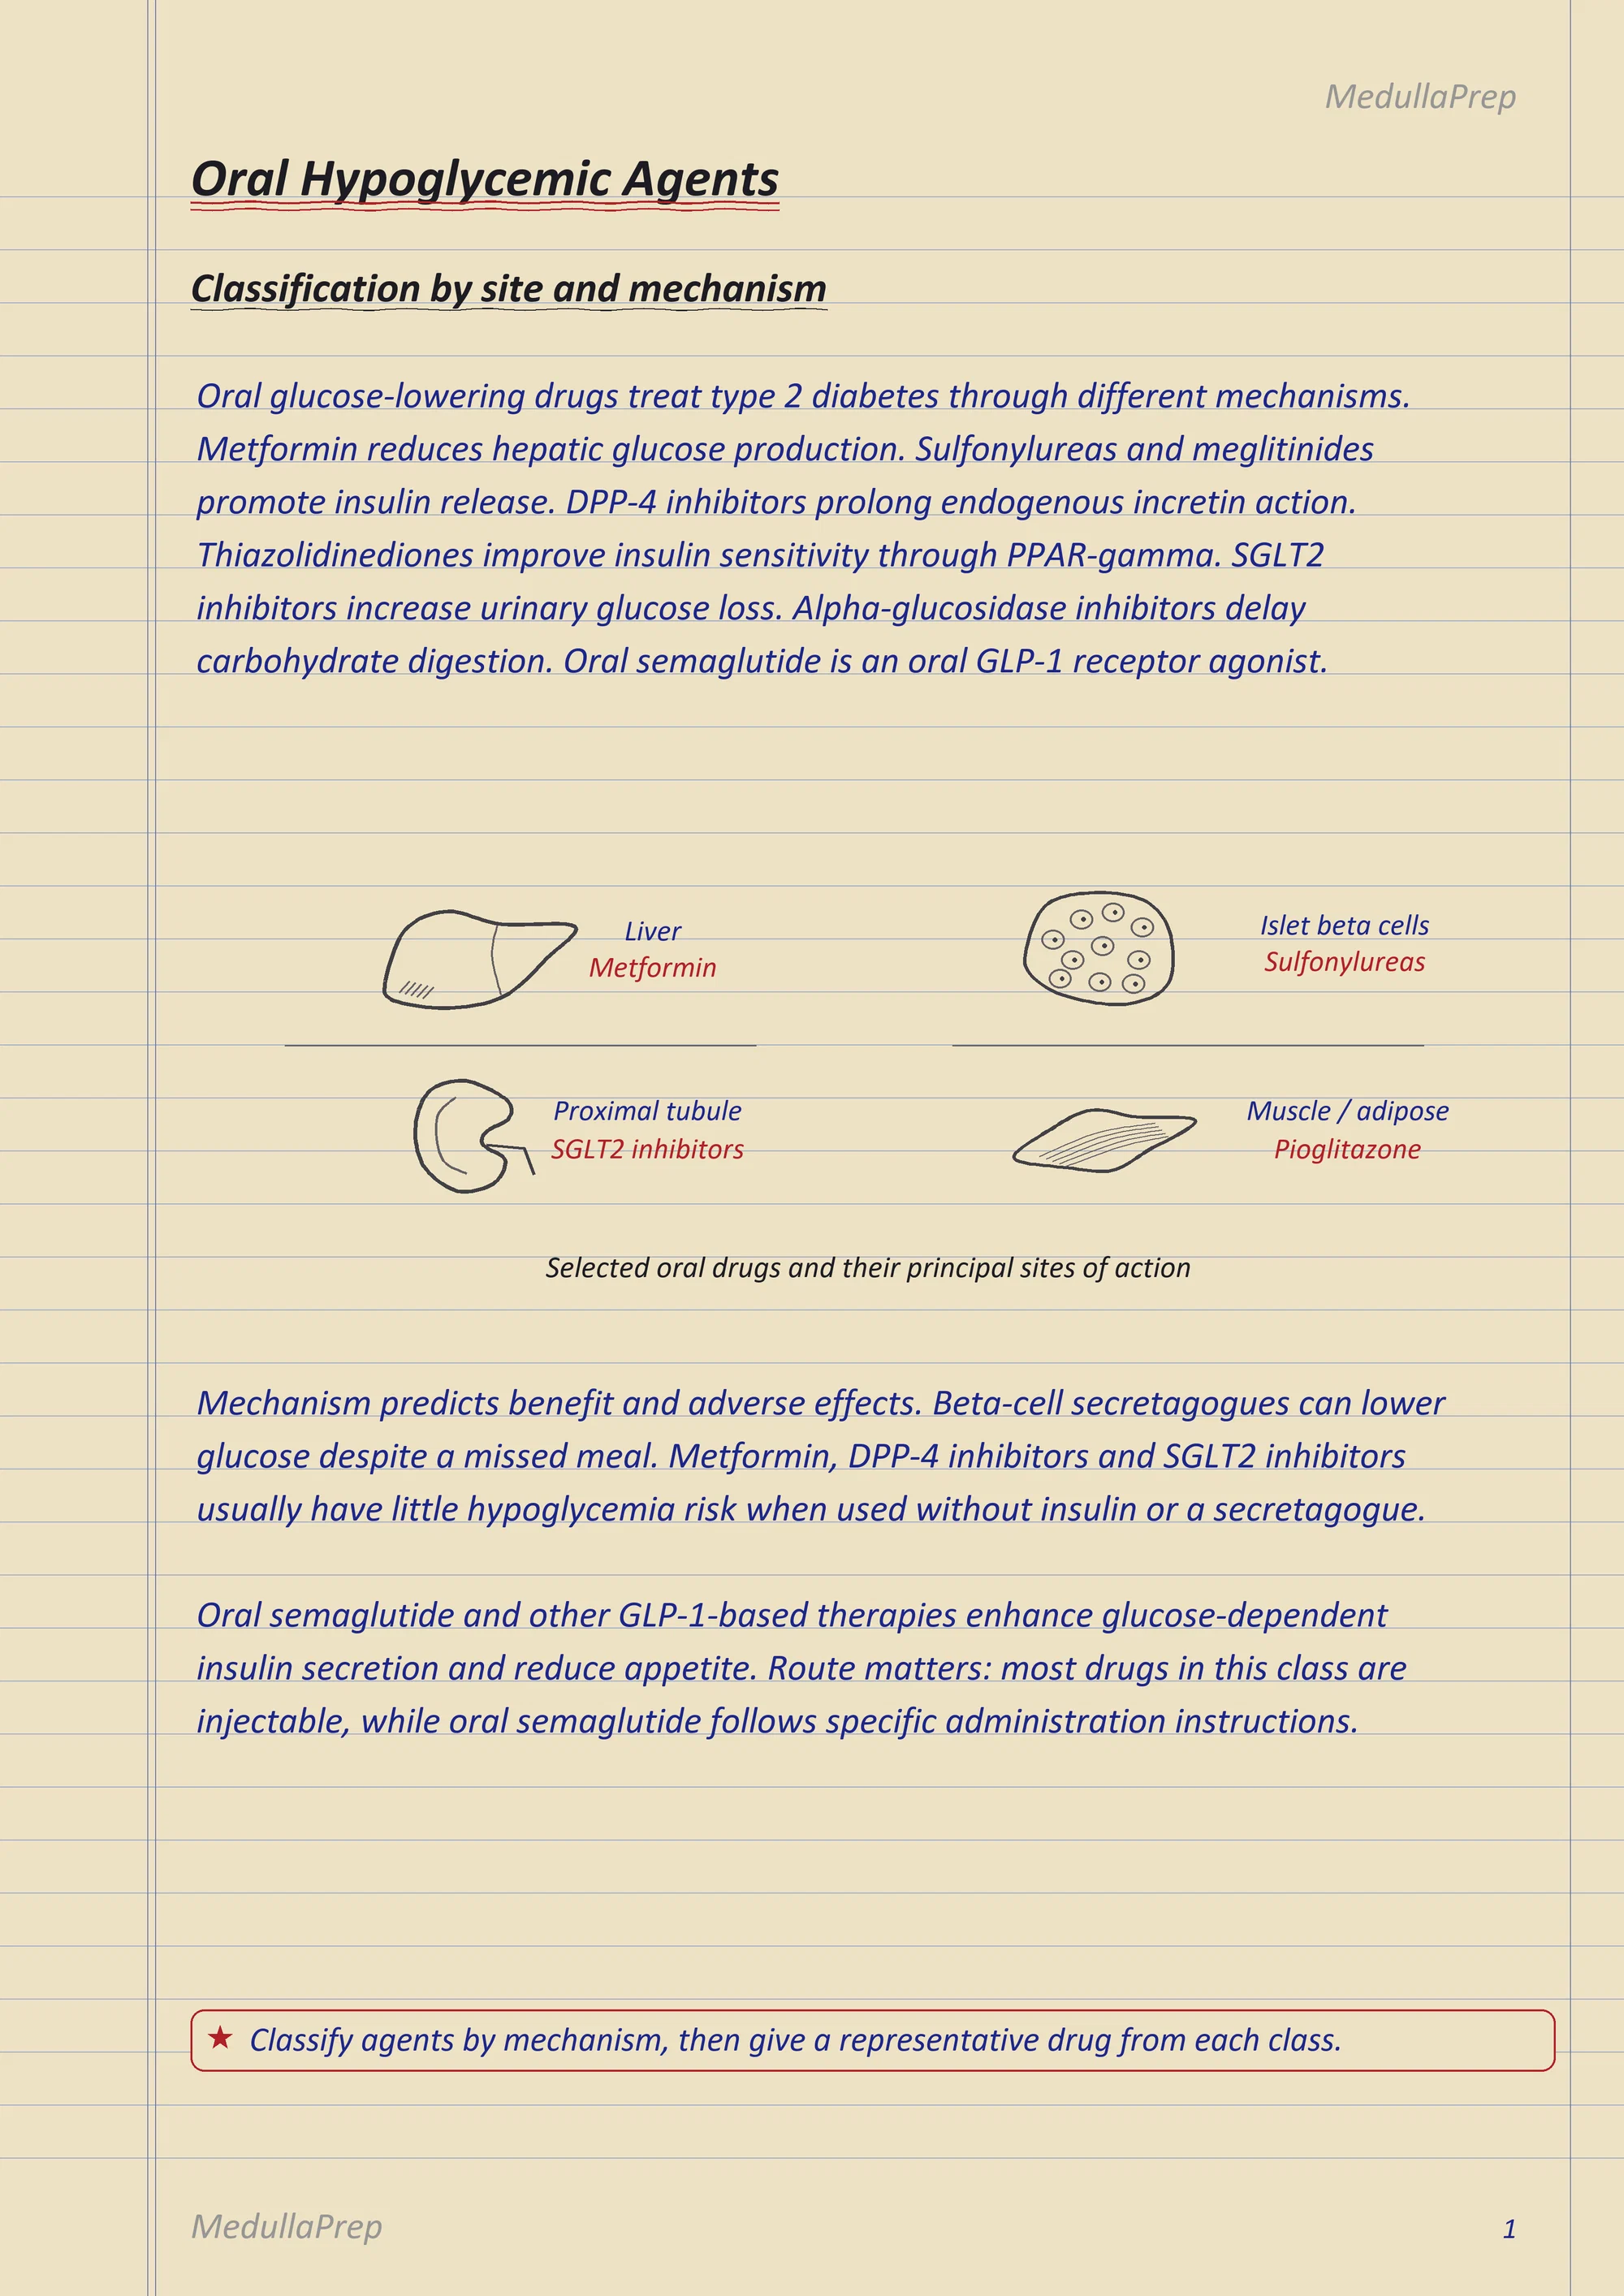 MedullaPrep
Oral Hypoglycemic Agents
Classification by site and mechanism
Oral glucose-lowering drugs treat type 2 diabetes through different mechanisms.
Metformin reduces hepatic glucose production. Sulfonylureas and meglitinides
promote insulin release. DPP-4 inhibitors prolong endogenous incretin action.
Thiazolidinediones improve insulin sensitivity through PPAR-gamma. SGLT2
inhibitors increase urinary glucose loss. Alpha-glucosidase inhibitors delay
carbohydrate digestion. Oral semaglutide is an oral GLP-1 receptor agonist.
Liver
Metformin
Islet beta cells
Sulfonylureas
Proximal tubule
SGLT2 inhibitors
Muscle / adipose
Pioglitazone
Selected oral drugs and their principal sites of action
Mechanism predicts benefit and adverse effects. Beta-cell secretagogues can lower
glucose despite a missed meal. Metformin, DPP-4 inhibitors and SGLT2 inhibitors
usually have little hypoglycemia risk when used without insulin or a secretagogue.
Oral semaglutide and other GLP-1-based therapies enhance glucose-dependent
insulin secretion and reduce appetite. Route matters: most drugs in this class are
injectable, while oral semaglutide follows specific administration instructions.
★ Classify agents by mechanism, then give a representative drug from each class.
MedullaPrep
1